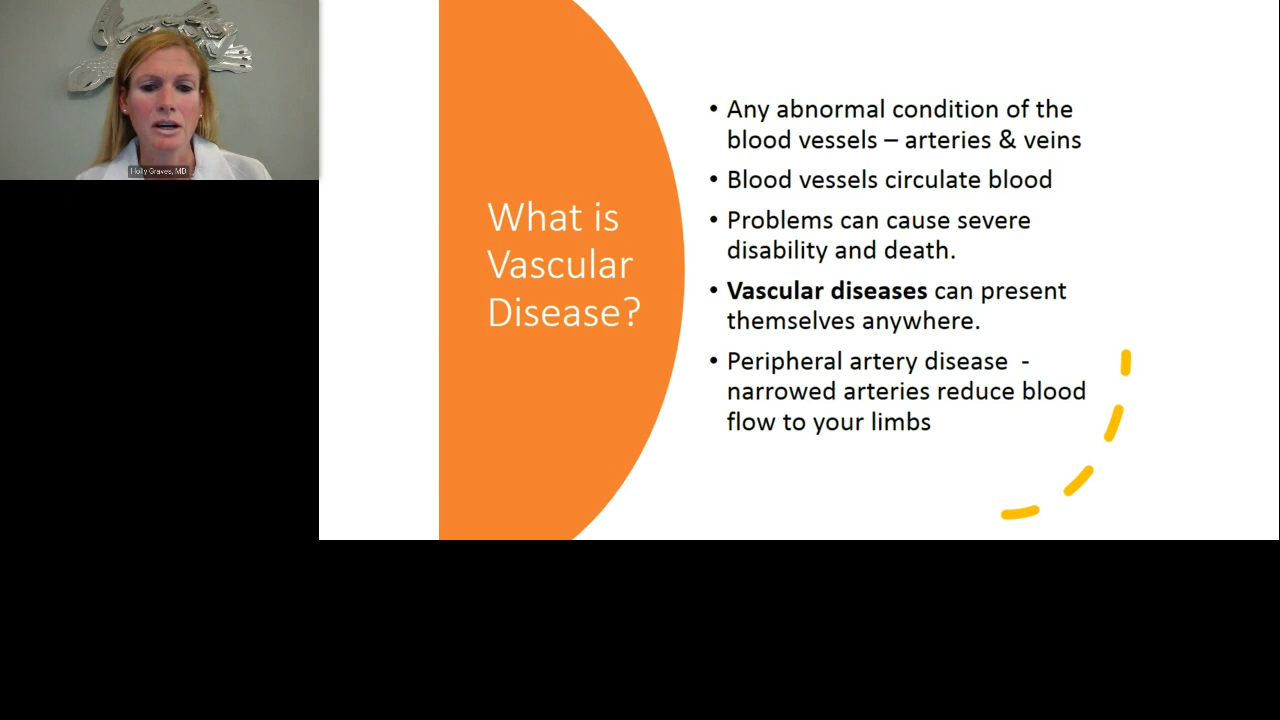 Holly Graves, MD
What is
Vascular
Disease?
• Any abnormal condition of the
blood vessels – arteries & veins
• Blood vessels circulate blood
• Problems can cause severe
disability and death.
• Vascular diseases can present
themselves anywhere.
• Peripheral artery disease  -
narrowed arteries reduce blood
flow to your limbs